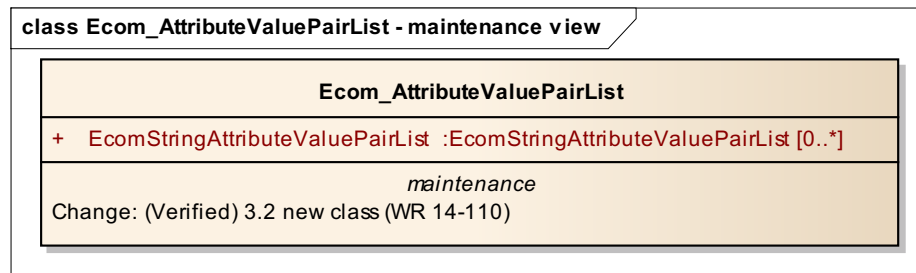 class Ecom_AttributeValuePairList - maintenance view
Ecom_AttributeValuePairList
+ EcomStringAttributeValuePairList :EcomStringAttributeValuePairList [0..*]
maintenance
Change: (Verified) 3.2 new class (WR 14-110)